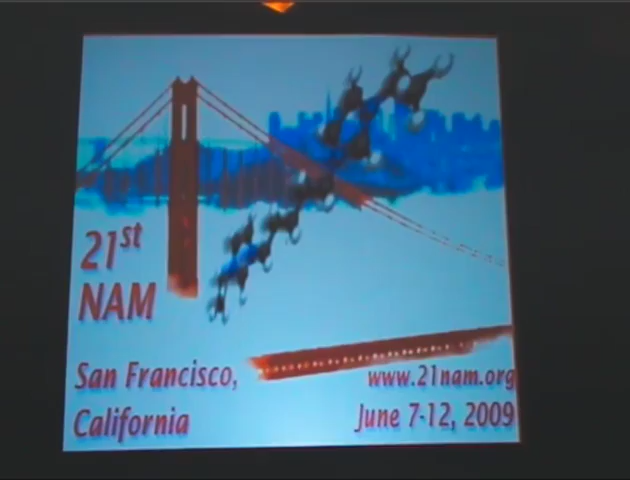 21st
NAM
San Francisco,
California
www.21nam.org
June 7-12, 2009